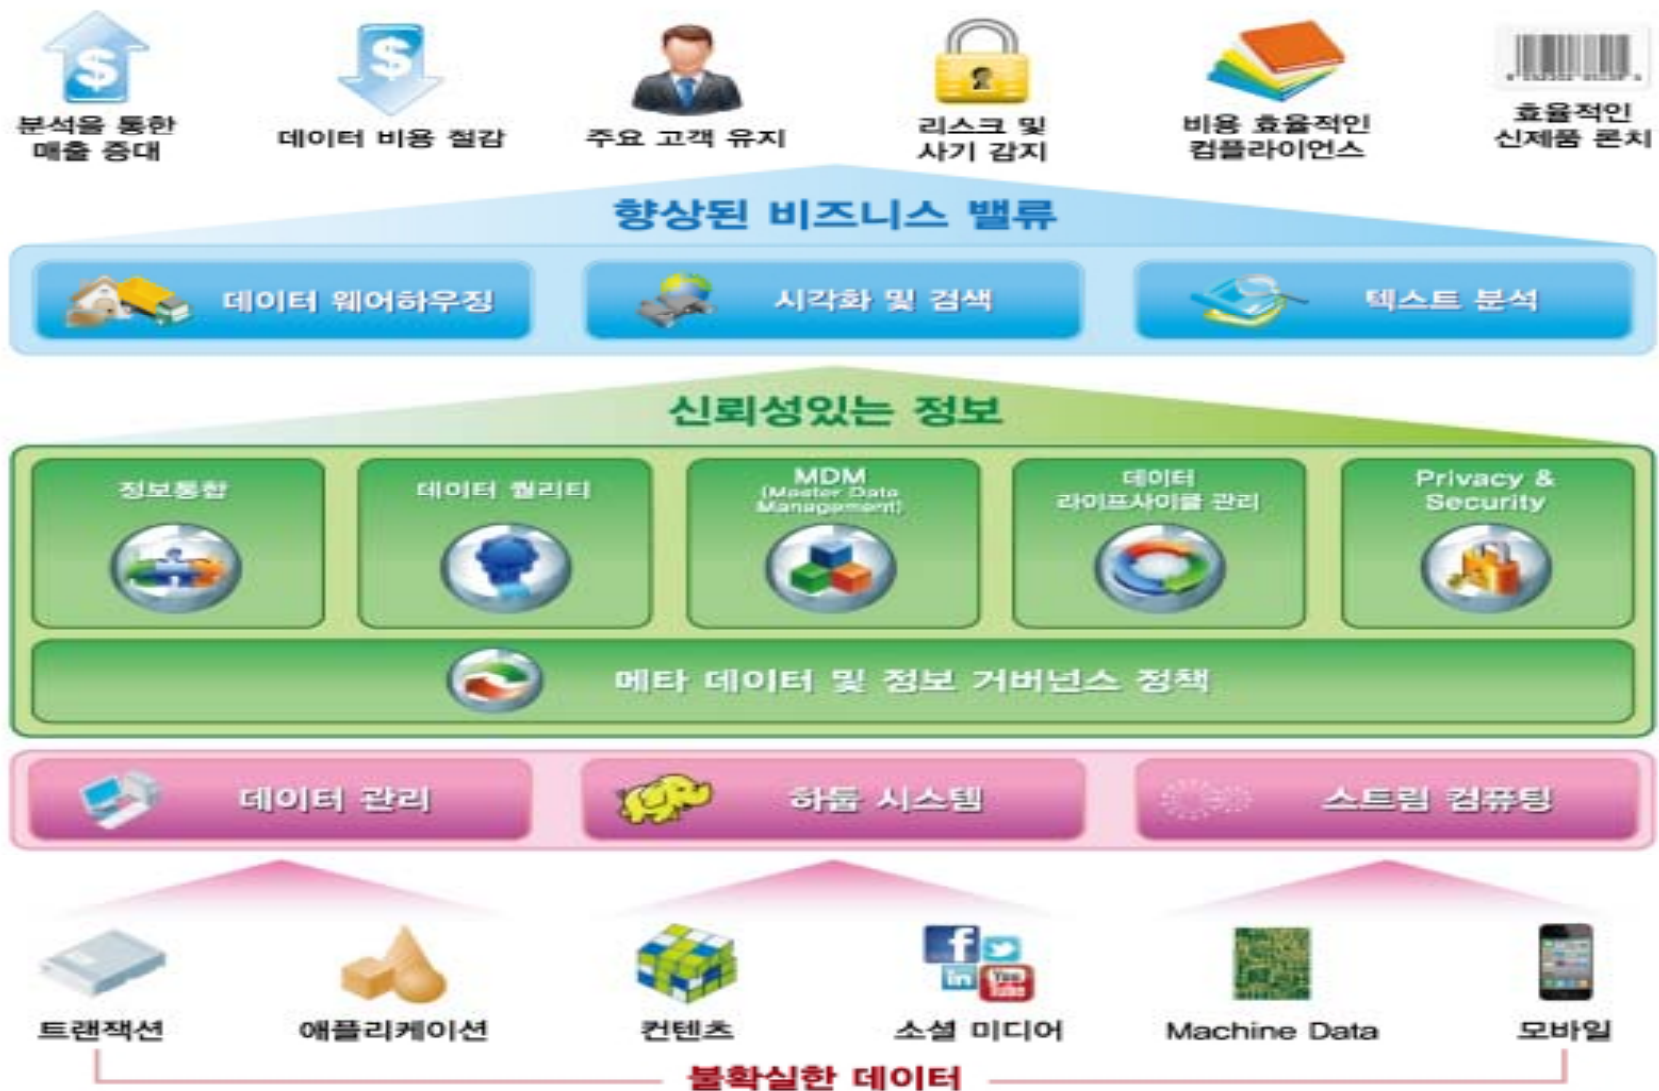 분석을 통한
매출 증대
데이터 비용 절감
주요 고객 유지
리스크 및
사기 감지
비용 효율적인
컴플라이언스
효율적인
신제품 론치
향상된 비즈니스 밸류
데이터 웨어하우징
시각화 및 검색
텍스트 분석
신뢰성있는 정보
정보통합
데이터 퀄리티
MDM
(Master Data
Management)
데이터
라이프사이클 관리
Privacy &
Security
메타 데이터 및 정보 거버넌스 정책
데이터 관리
하둡 시스템
스트림 컴퓨팅
f
in
You
Tube
트랜잭션
애플리케이션
컨텐츠
소셜 미디어
Machine Data
모바일
불확실한 데이터